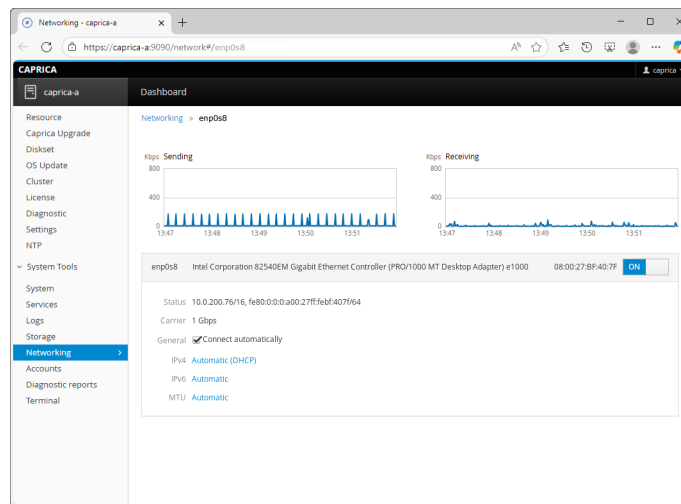 Networking - caprica-a
https://caprica-a:9090/network#/enp0s8
CAPRICA
caprica
caprica-a
Dashboard
Resource
Caprica Upgrade
Diskset
OS Update
Cluster
License
Diagnostic
Settings
NTP
System Tools
System
Services
Logs
Storage
Networking
Accounts
Diagnostic reports
Terminal
Networking » enp0s8
Kbps Sending
800
400
0
13:47 13:48 13:49 13:50 13:51
Kbps Receiving
800
400
0
13:47 13:48 13:49 13:50 13:51
enp0s8 Intel Corporation 82540EM Gigabit Ethernet Controller (PRO/1000 MT Desktop Adapter) e1000 08:00:27:BF:40:7F ON
Status 10.0.200.76/16, fe80:0:0:0:a00:27ff:febf:407f/64
Carrier 1 Gbps
General Connect automatically
IPv4 Automatic (DHCP)
IPv6 Automatic
MTU Automatic